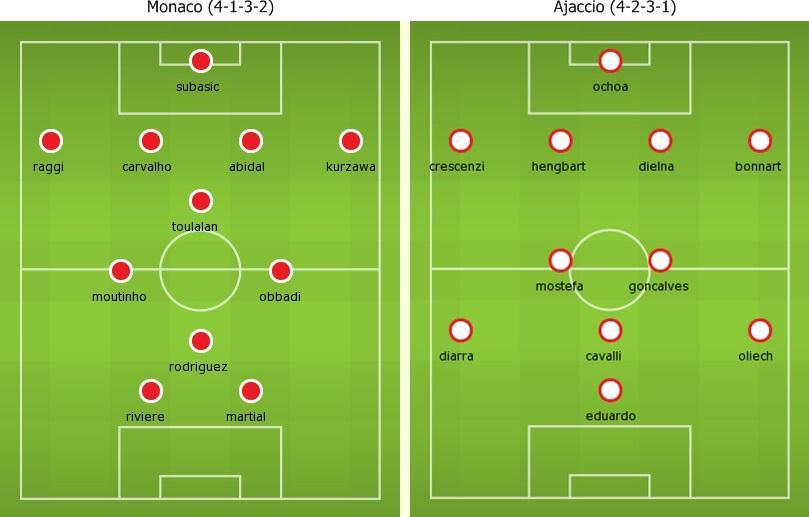 Monaco (4-1-3-2)
subasic
raggi
carvalho
abidal
kurzawa
toulalan
moutinho
obbadi
rodriguez
riviere
martial
Ajaccio (4-2-3-1)
ochoa
crescenzi
hengbart
dielna
bonnart
mostefa
goncalves
diarra
cavalli
oliech
eduardo